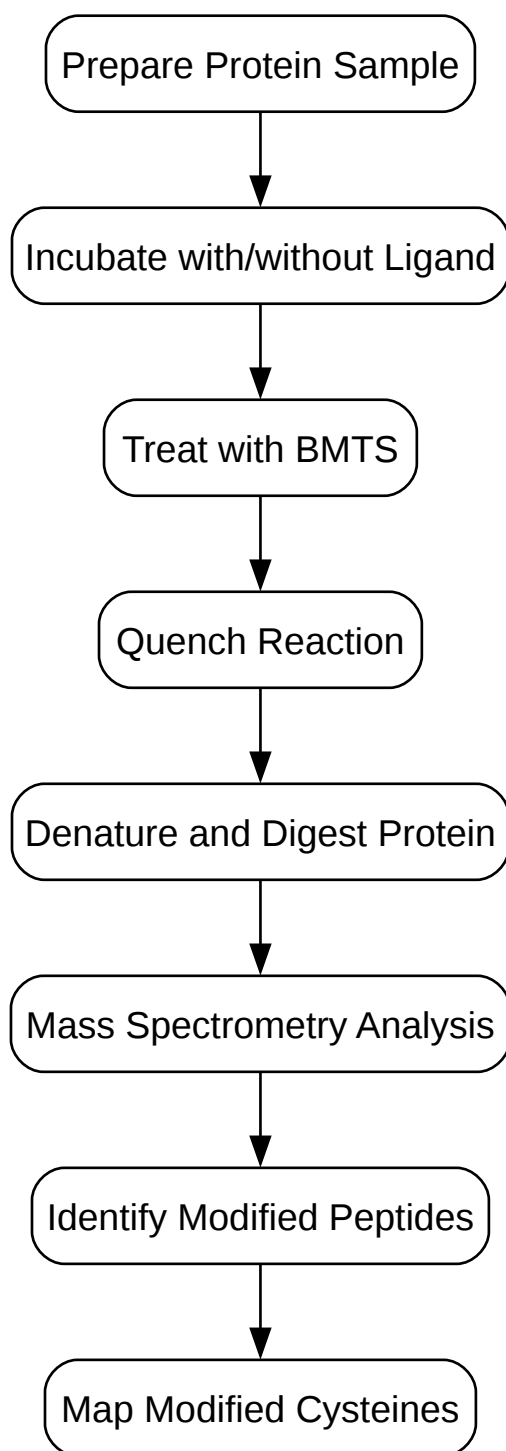 Prepare Protein Sample
Incubate with/without Ligand
Treat with BMTS
Quench Reaction
Denature and Digest Protein
Mass Spectrometry Analysis
Identify Modified Peptides
Map Modified Cysteines